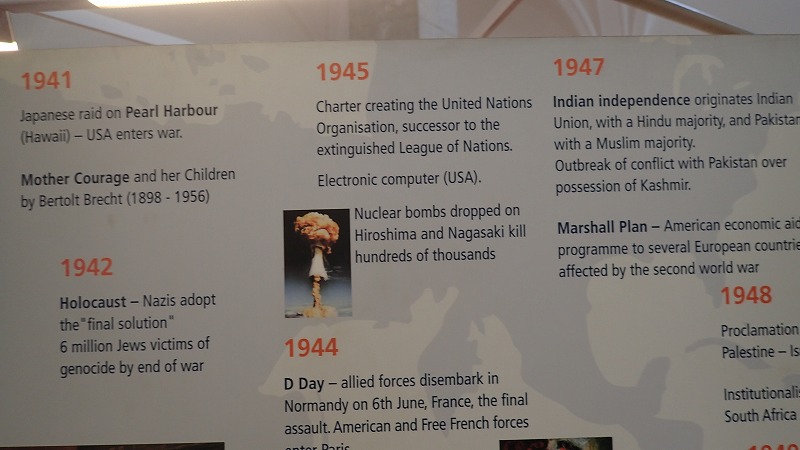 1941
Japanese raid on Pearl Harbour
(Hawaii) – USA enters war.
Mother Courage and her Children
by Bertolt Brecht (1898 - 1956)
1942
Holocaust – Nazis adopt
the"final solution"
6 million Jews victims of
genocide by end of war
1945
Charter creating the United Nations
Organisation, successor to the
extinguished League of Nations.
Electronic computer (USA).
Nuclear bombs dropped on
Hiroshima and Nagasaki kill
hundreds of thousands
1944
D Day – allied forces disembark in
Normandy on 6th June, France, the final
assault. American and Free French forces
enter Paris
1947
Indian independence originates Indian
Union, with a Hindu majority, and Pakistan
with a Muslim majority.
Outbreak of conflict with Pakistan over
possession of Kashmir.
Marshall Plan – American economic aid
programme to several European countrie
affected by the second world war
1948
Proclamation
Palestine – Is
Institutionalis
South Africa